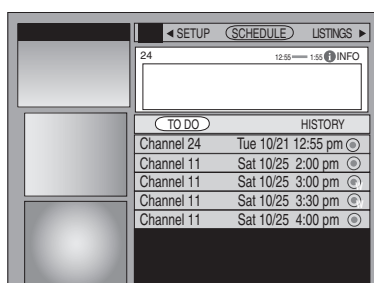 ◄ SETUP SCHEDULE LISTINGS ►
24 12:55 — 1:55 i INFO
TO DO HISTORY
Channel 24 Tue 10/21 12:55 pm
Channel 11 Sat 10/25 2:00 pm
Channel 11 Sat 10/25 3:00 pm
Channel 11 Sat 10/25 3:30 pm
Channel 11 Sat 10/25 4:00 pm